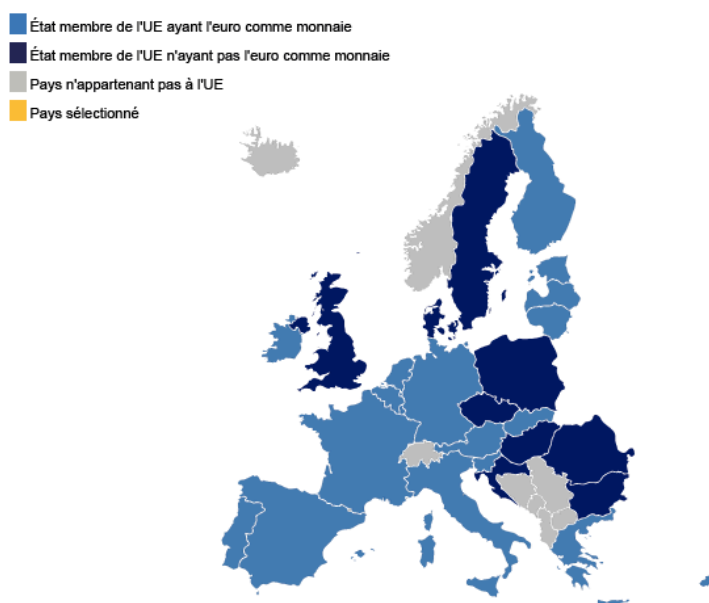 État membre de l'UE ayant l'euro comme monnaie
État membre de l'UE n'ayant pas l'euro comme monnaie
Pays n'appartenant pas à l'UE
Pays sélectionné